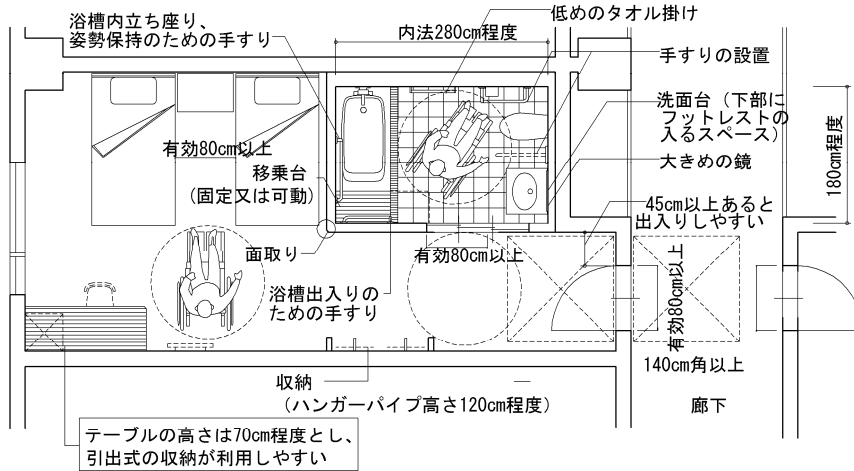 浴槽内立ち座り、
姿勢保持のための手すり
内法280cm程度
低めのタオル掛け
手すりの設置
洗面台（下部に
フットレストの
入るスペース）
大きめの鏡
180cm程度
有効80cm以上
移乗台
(固定又は可動)
45cm以上あると
出入りしやすい
面取り
有効80cm以上
浴槽出入りの
ための手すり
有効80cm以上
140cm角以上
収納
（ハンガーパイプ高さ120cm程度）
廊下
テーブルの高さは70cm程度とし、
引出式の収納が利用しやすい